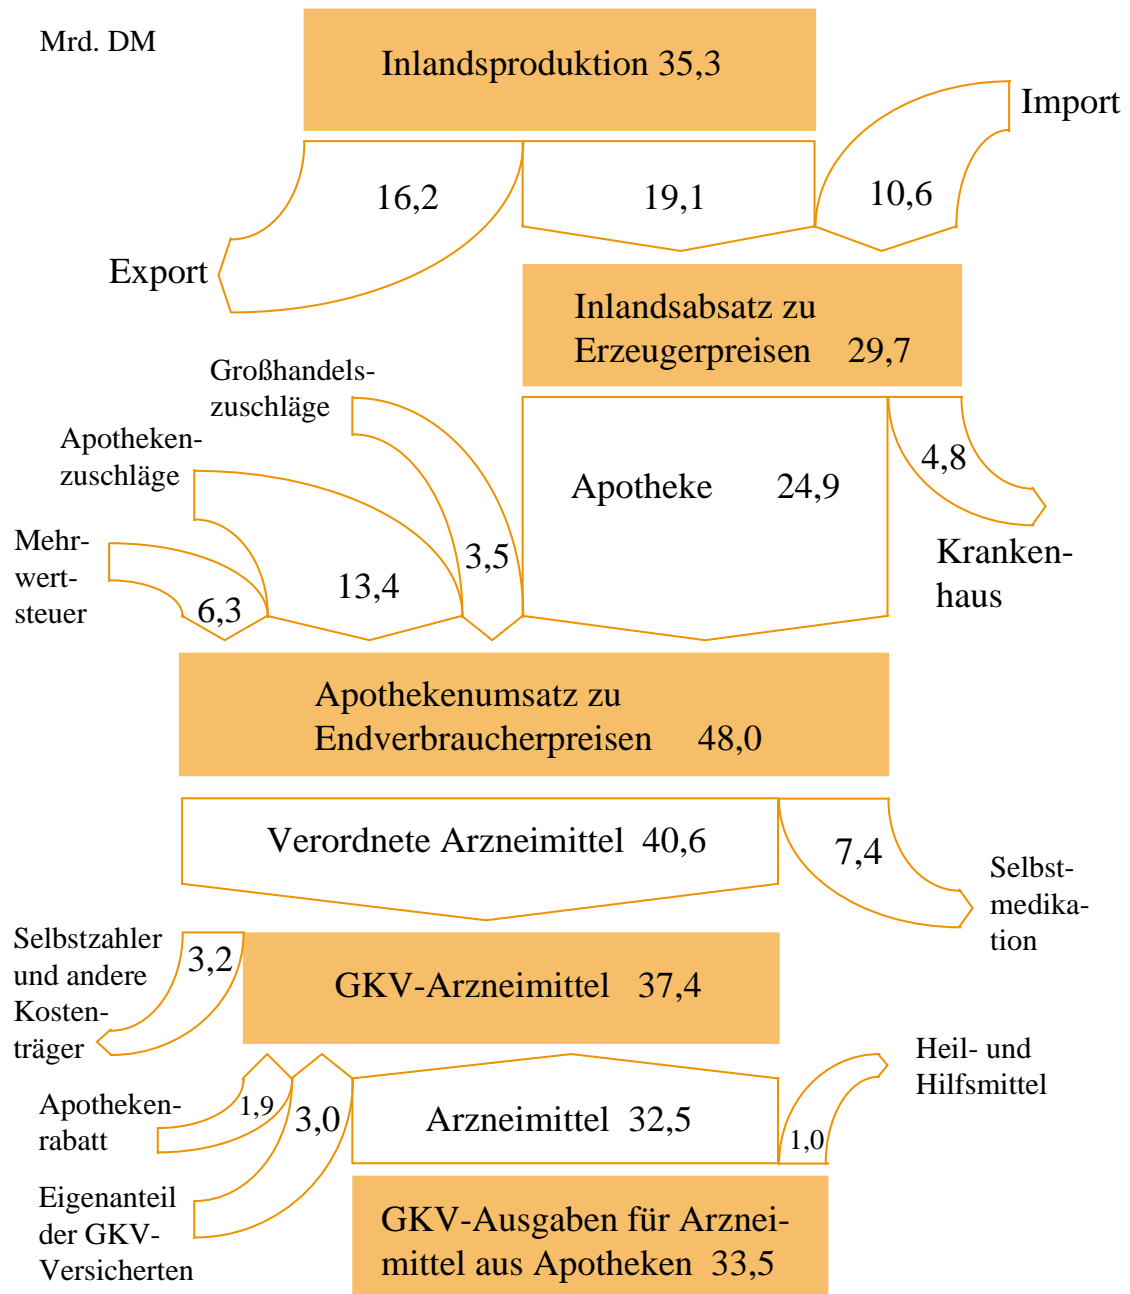 Mrd. DM
Inlandsproduktion 35,3
Import
16,2
19,1
10,6
Export
Inlandsabsatz zu
Erzeugerpreisen 29,7
Großhandels-
zuschläge
Apotheken-
zuschläge
Mehr-
wert-
steuer
6,3
13,4
3,5
Apotheke 24,9
4,8
Kranken-
haus
Apothekenumsatz zu
Endverbraucherpreisen 48,0
Verordnete Arzneimittel 40,6
7,4
Selbst-
medika-
tion
Selbstzahler
und andere
Kosten-
träger
3,2
GKV-Arzneimittel 37,4
Heil- und
Hilfsmittel
Apotheken-
rabatt
1,9
3,0
Arzneimittel 32,5
1,0
Eigenanteil
der GKV-
Versicherten
GKV-Ausgaben für Arznei-
mittel aus Apotheken 33,5